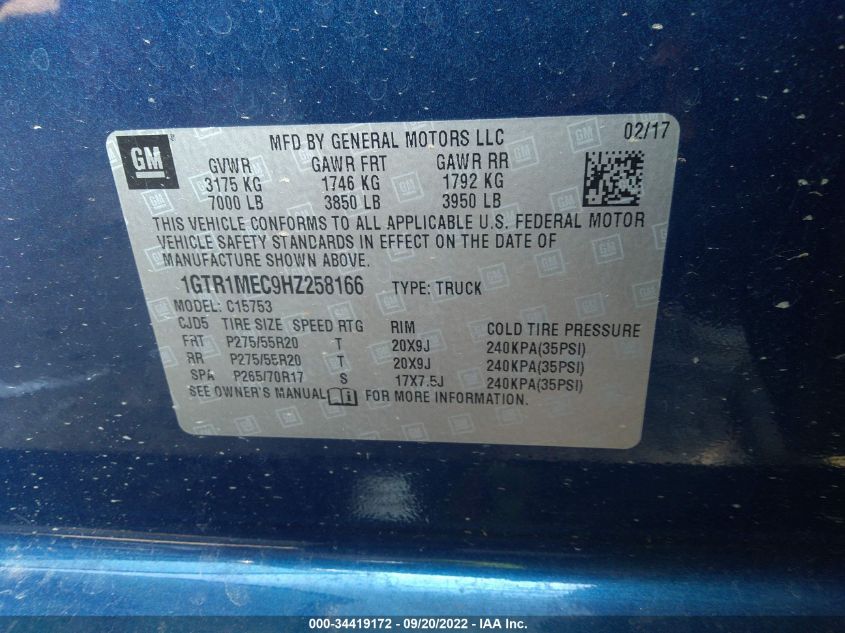 GM ® MFD BY GENERAL MOTORS LLC 02/17
GVWR GAWR FRT GAWR RR
3175 KG 1746 KG 1792 KG
7000 LB 3850 LB 3950 LB
THIS VEHICLE CONFORMS TO ALL APPLICABLE U.S. FEDERAL MOTOR
VEHICLE SAFETY STANDARDS IN EFFECT ON THE DATE OF
MANUFACTURE SHOWN ABOVE.
1GTR1MEC9HZ258166 TYPE: TRUCK
MODEL: C15753
CJD5 TIRE SIZE SPEED RTG RIM COLD TIRE PRESSURE
FRT P275/55R20 T 20X9J 240KPA(35PSI)
RR P275/55R20 T 20X9J 240KPA(35PSI)
SPA P265/70R17 S 17X7.5J 240KPA(35PSI)
SEE OWNER'S MANUAL i FOR MORE INFORMATION.
000-34419172 - 09/20/2022 - IAA Inc.